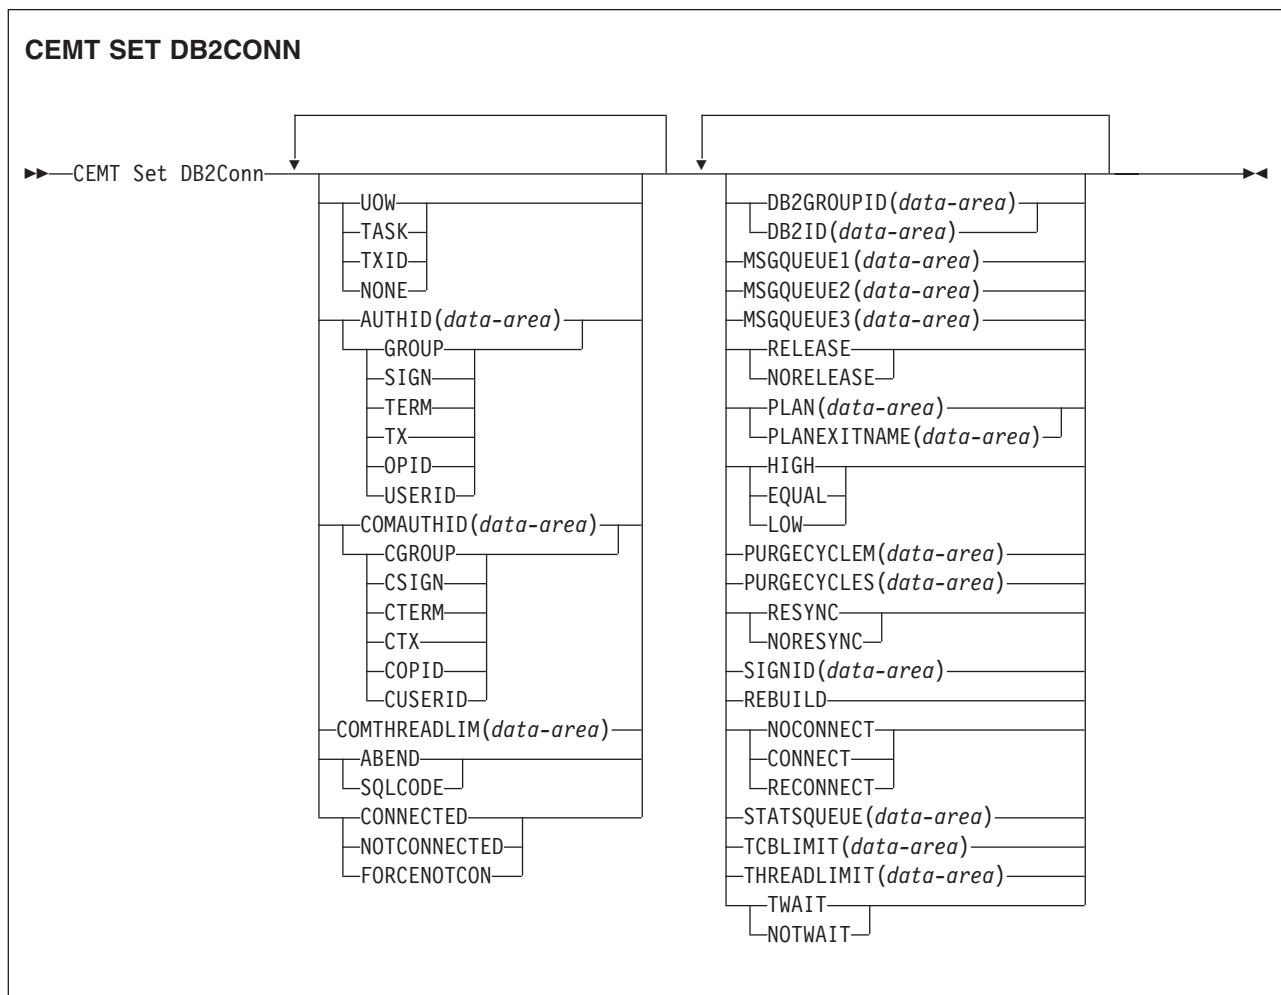 CEMT SET DB2CONN
CEMT Set DB2Conn
UOW
TASK
TXID
NONE
AUTHID(data-area)
GROUP
SIGN
TERM
TX
OPID
USERID
COMAUTHID(data-area)
CGROUP
CSIGN
CTERM
CTX
COPID
CUSERID
COMTHREADLIM(data-area)
ABEND
SQLCODE
CONNECTED
NOTCONNECTED
FORCENOTCON
DB2GROUPID(data-area)
DB2ID(data-area)
MSGQUEUE1(data-area)
MSGQUEUE2(data-area)
MSGQUEUE3(data-area)
RELEASE
NORELEASE
PLAN(data-area)
PLANEXITNAME(data-area)
HIGH
EQUAL
LOW
PURGECYCLEM(data-area)
PURGECYCLES(data-area)
RESYNC
NORESYNC
SIGNID(data-area)
REBUILD
NOCONNECT
CONNECT
RECONNECT
STATSQUEUE(data-area)
TCBLIMIT(data-area)
THREADLIMIT(data-area)
TWAIT
NOTWAIT